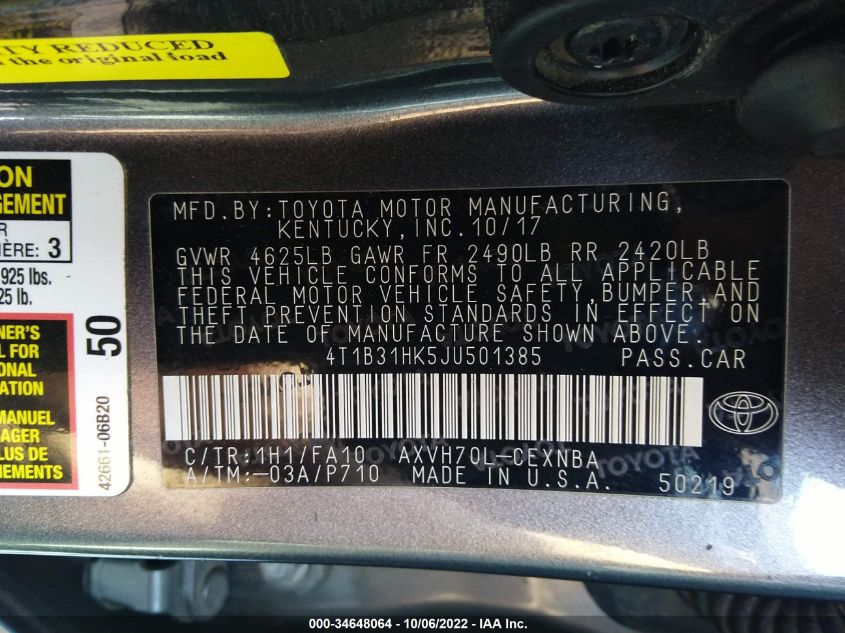 TY REDUCED
n the original load
ON
GEMENT
R
IÈRE: 3
925 lbs.
25 lb.
NER'S
L FOR
ONAL
ATION
MANUEL
AGER
LUS DE
NEMENTS
50
42661-06B20
MFD.BY:TOYOTA MOTOR MANUFACTURING,
KENTUCKY,INC.10/17
GVWR 4625LB GAWR FR 2490LB RR 2420LB
THIS VEHICLE CONFORMS TO ALL APPLICABLE
FEDERAL MOTOR VEHICLE SAFETY,BUMPER,AND
THEFT PREVENTION STANDARDS IN EFFECT ON
THE DATE OF MANUFACTURE SHOWN ABOVE.
4T1B31HK5JU501385 PASS.CAR
C/TR:1H1/FA10 AXVH70L-CEXNBA
A/TM:-03A/P710 MADE IN U.S.A. 50219
000-34648064 - 10/06/2022 - IAA Inc.